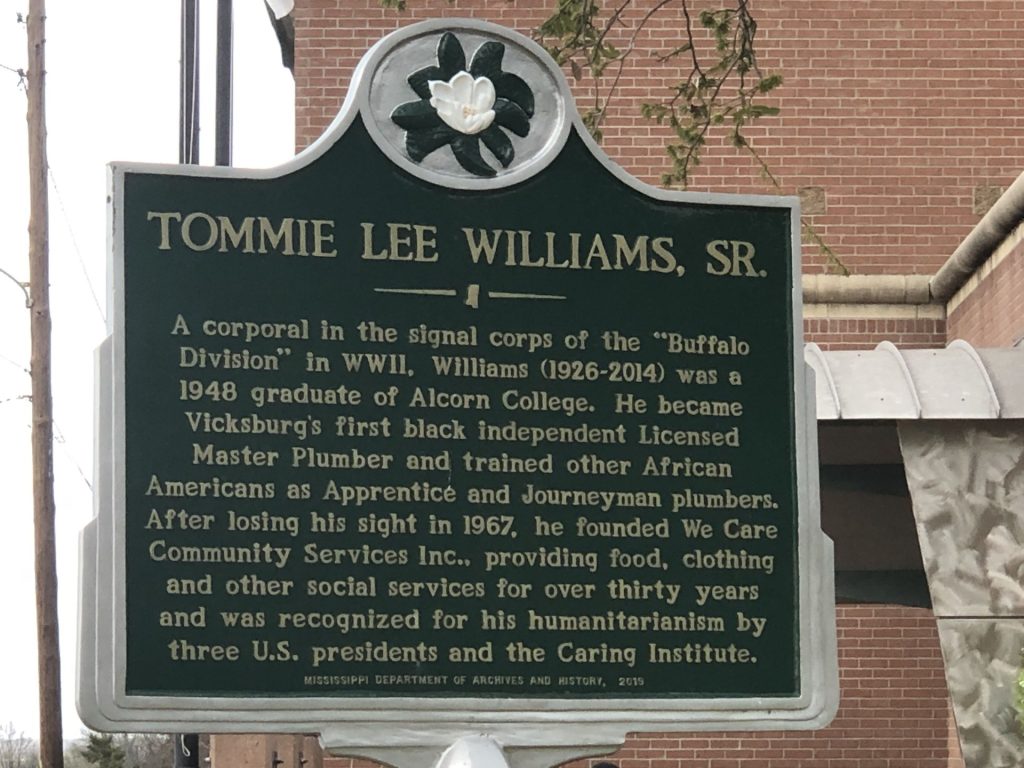 TOMMIE LEE WILLIAMS, SR.
A corporal in the signal corps of the "Buffalo
Division" in WWII, Williams (1926-2014) was a
1948 graduate of Alcorn College. He became
Vicksburg's first black independent Licensed
Master Plumber and trained other African
Americans as Apprentice and Journeyman plumbers.
After losing his sight in 1967, he founded We Care
Community Services Inc., providing food, clothing
and other social services for over thirty years
and was recognized for his humanitarianism by
three U.S. presidents and the Caring Institute.
MISSISSIPPI DEPARTMENT OF ARCHIVES AND HISTORY, 2019